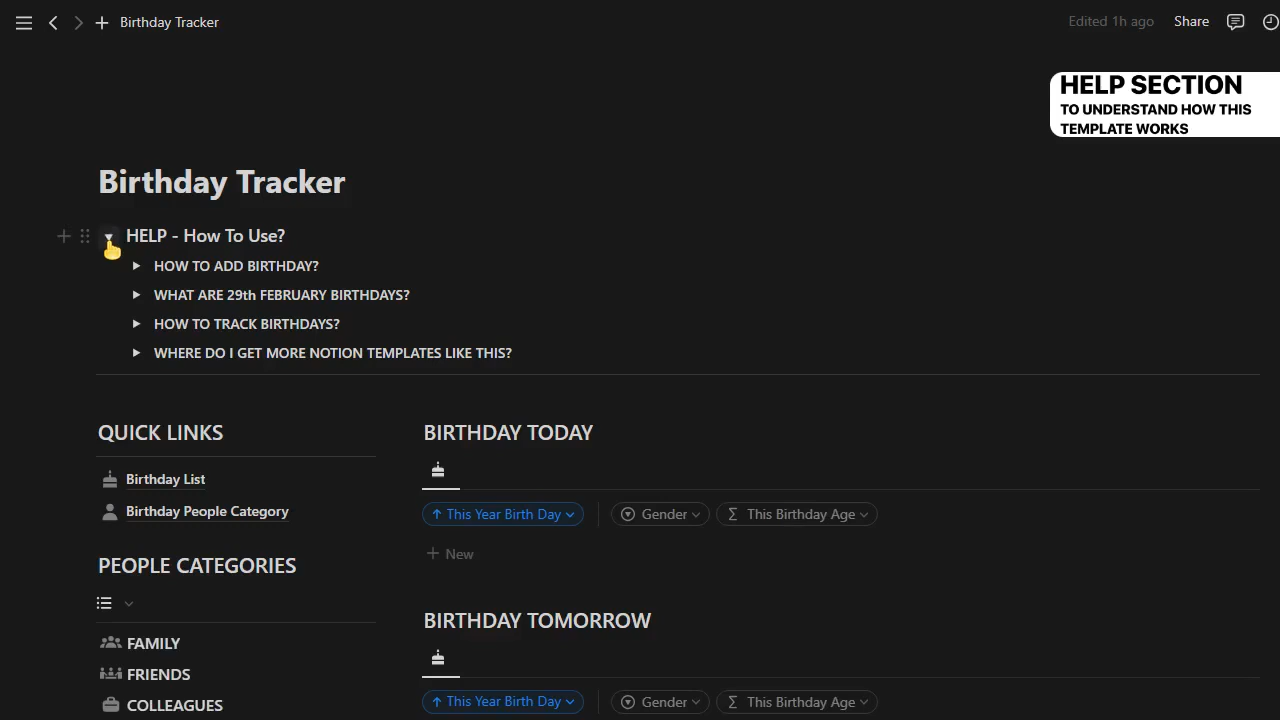 Birthday Tracker
Edited 1h ago
Share
HELP SECTION
TO UNDERSTAND HOW THIS
TEMPLATE WORKS
Birthday Tracker
HELP - How To Use?
HOW TO ADD BIRTHDAY?
WHAT ARE 29th FEBRUARY BIRTHDAYS?
HOW TO TRACK BIRTHDAYS?
WHERE DO I GET MORE NOTION TEMPLATES LIKE THIS?
QUICK LINKS
Birthday List
Birthday People Category
PEOPLE CATEGORIES
FAMILY
FRIENDS
COLLEAGUES
BIRTHDAY TODAY
This Year Birth Day
Gender
This Birthday Age
New
BIRTHDAY TOMORROW
This Year Birth Day
Gender
This Birthday Age